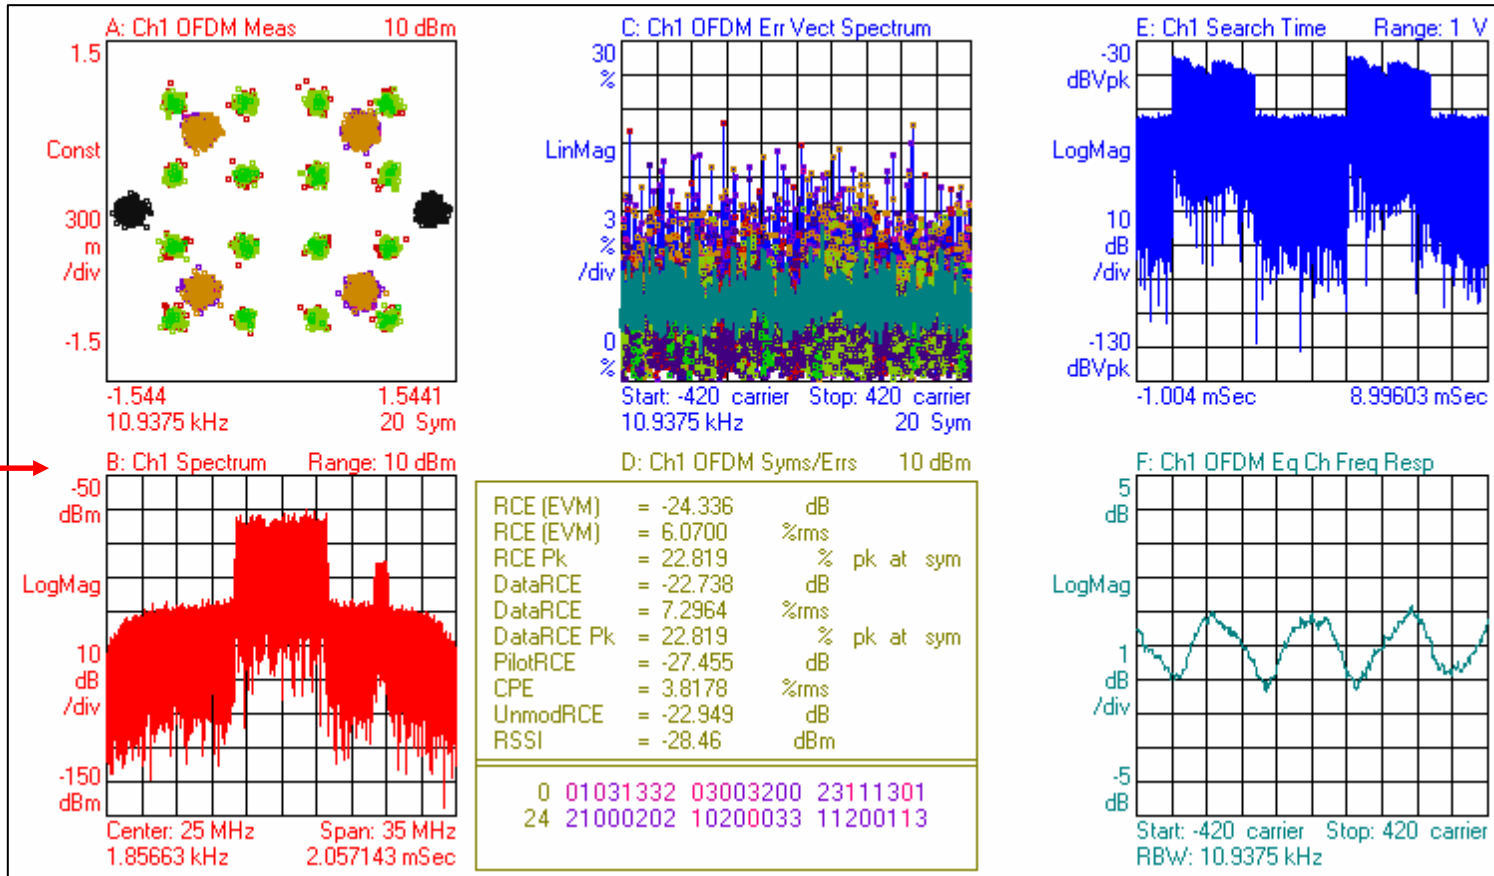 A: Ch1 OFDM Meas 10 dBm
1.5
Const
300
m
/div
-1.5
-1.544 1.5441
10.9375 kHz 20 Sym
C: Ch1 OFDM Err Vect Spectrum
30
%
LinMag
3
%
/div
0
%
Start: -420 carrier Stop: 420 carrier
10.9375 kHz 20 Sym
E: Ch1 Search Time Range: 1 V
-30
dBVpk
LogMag
10
dB
/div
-130
dBVpk
-1.004 mSec 8.99603 mSec
B: Ch1 Spectrum Range: 10 dBm
-50
dBm
LogMag
10
dB
/div
-150
dBm
Center: 25 MHz Span: 35 MHz
1.85663 kHz 2.057143 mSec
D: Ch1 OFDM Syms/Errs 10 dBm
RCE (EVM) = -24.336 dB
RCE (EVM) = 6.0700 %rms
RCE Pk = 22.819 % pk at sym
DataRCE = -22.738 dB
DataRCE = 7.2964 %rms
DataRCE Pk = 22.819 % pk at sym
PilotRCE = -27.455 dB
CPE = 3.8178 %rms
UnmodRCE = -22.949 dB
RSSI = -28.46 dBm
0 01031332 03003200 23111301
24 21000202 10200033 11200113
F: Ch1 OFDM Eq Ch Freq Resp
5
dB
LogMag
1
dB
/div
-5
dB
Start: -420 carrier Stop: 420 carrier
RBW: 10.9375 kHz